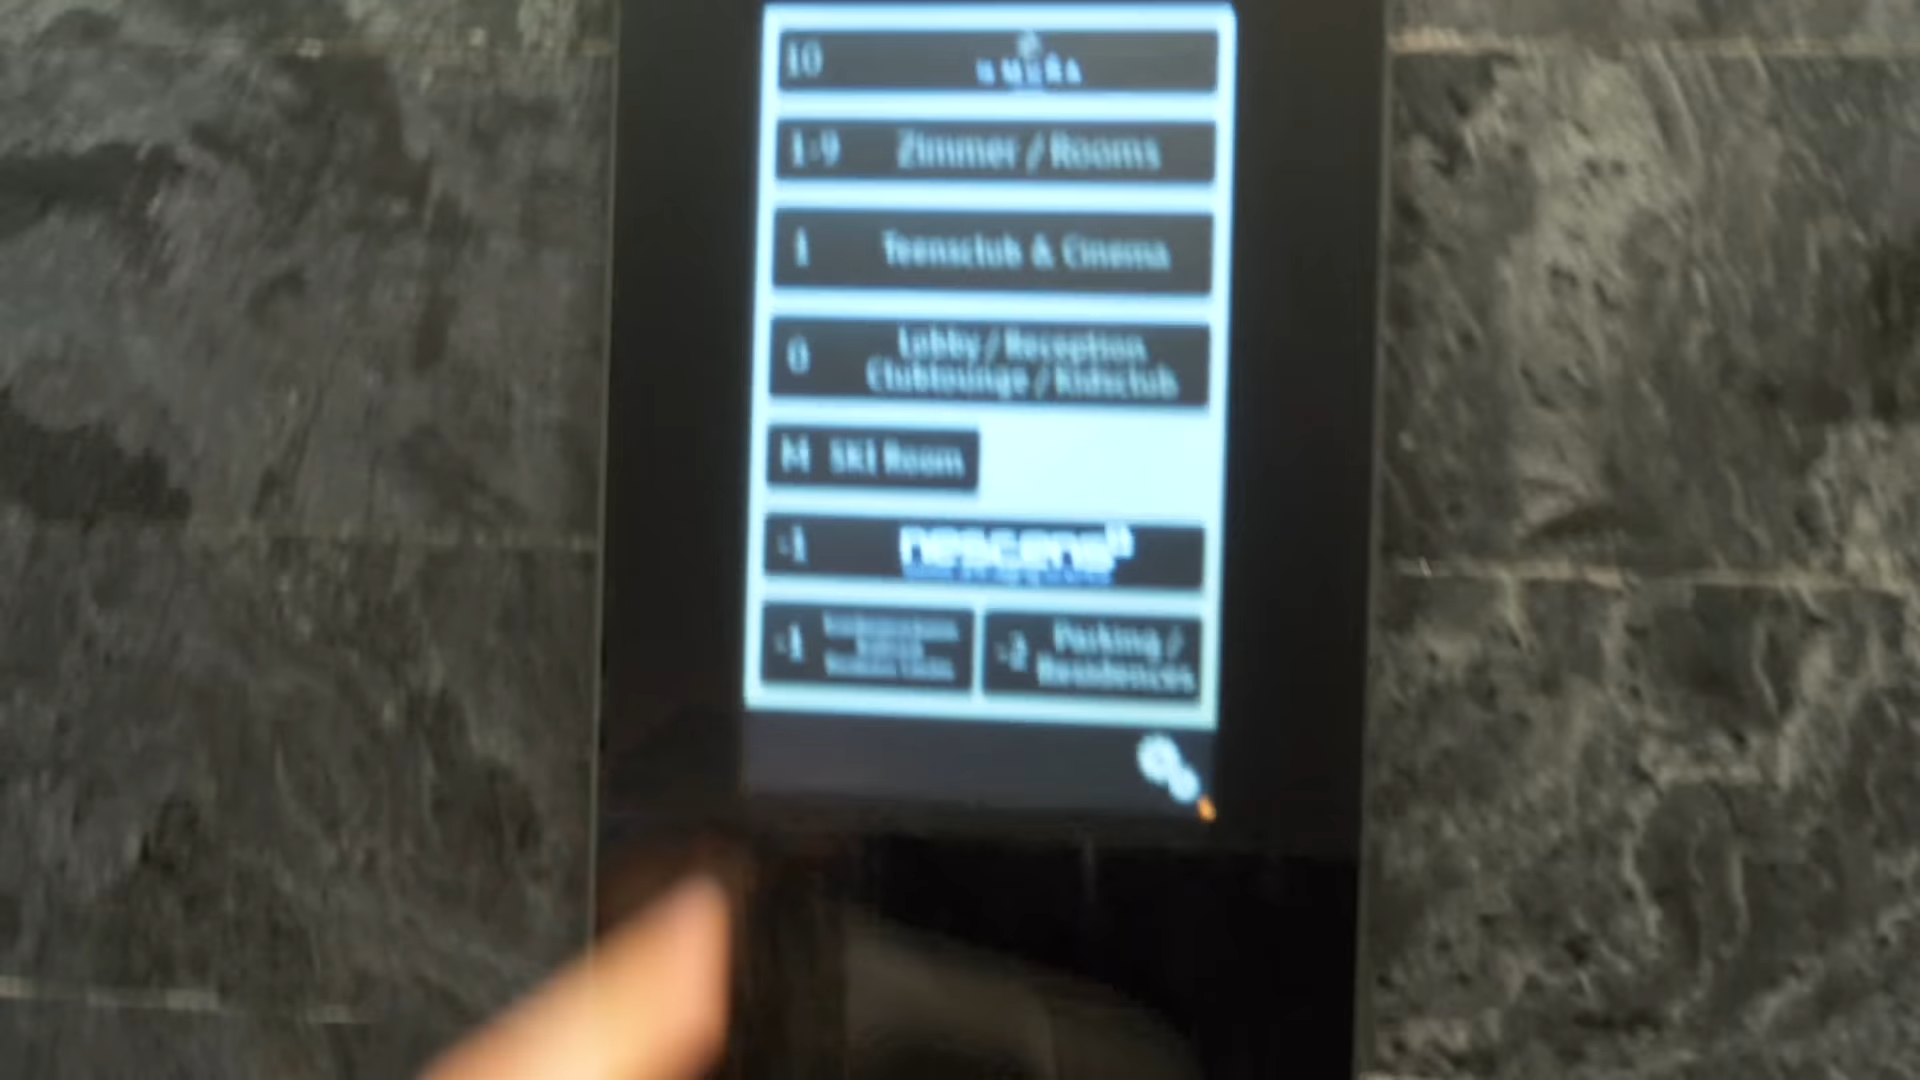 10
1-9 Zimmer / Rooms
1 Teensclub & Cinema
0 Lobby / Reception
Clublounge / Kidsclub
M SKI Room
-1 nescens
-1
-2 Parking /
Residences